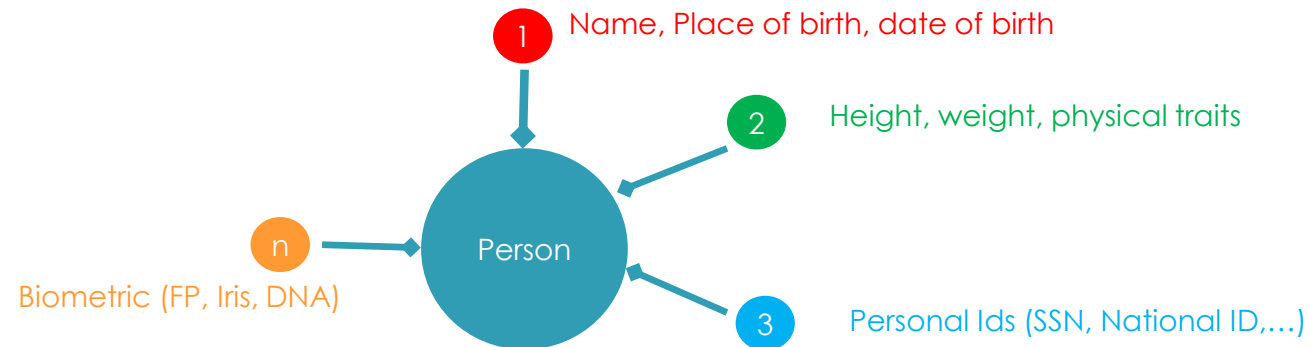 1
Name, Place of birth, date of birth
2
Height, weight, physical traits
n
Person
Biometric (FP, Iris, DNA)
3
Personal Ids (SSN, National ID,...)